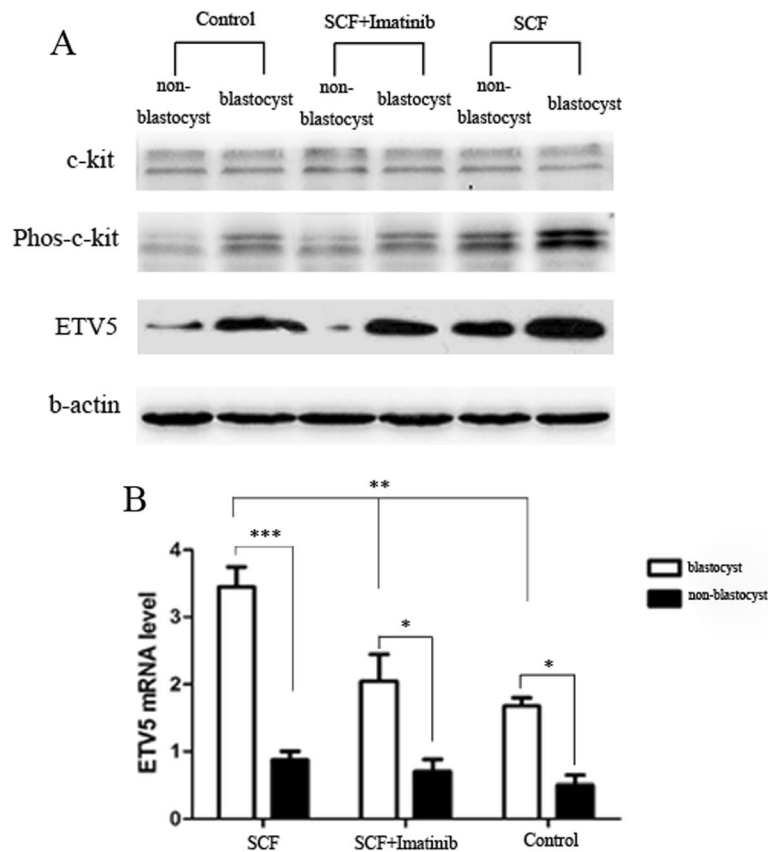 A
Control
SCF+Imatinib
SCF
non-
blastocyst
blastocyst
non-
blastocyst
blastocyst
non-
blastocyst
blastocyst
c-kit
Phos-c-kit
ETV5
b-actin
B
**
***
*
*
ETV5 mRNA level
4
3
2
1
0
SCF
SCF+Imatinib
Control
blastocyst
non-blastocyst